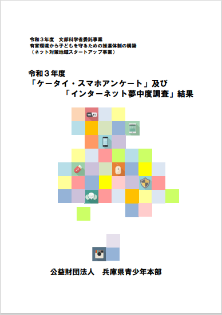 令和３年度　文部科学省委託事業
有害環境から子どもを守るための推進体制の構築
（ネット対策地域スタートアップ事業）
令和３年度
「ケータイ・スマホアンケート」及び
「インターネット夢中度調査」結果
公益財団法人　兵庫県青少年本部